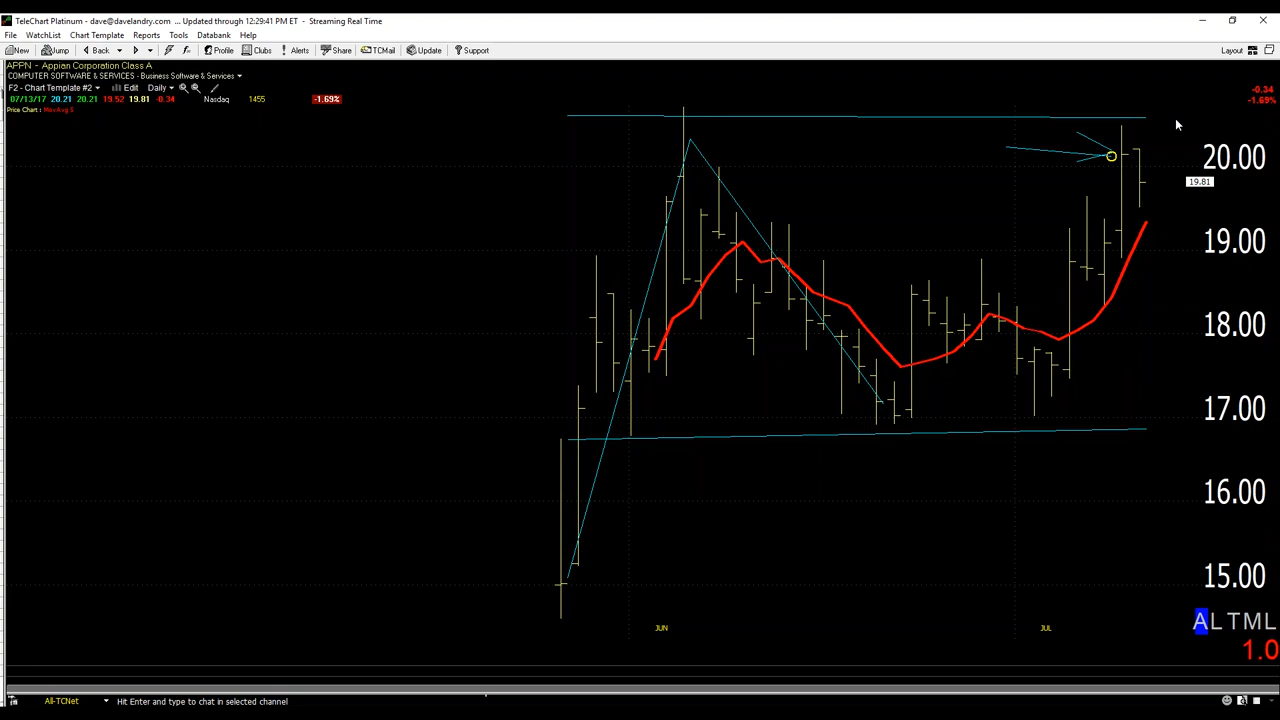 TeleChart Platinum - dave@davelandry.com ... Updated through 12:29:41 PM ET - Streaming Real Time
File WatchList Chart Template Reports Tools Databank Help
New Jump Back Profile Clubs Alerts Share TCMail Update Support Layout
APPN - Appian Corporation Class A
COMPUTER SOFTWARE & SERVICES - Business Software & Services
F2 - Chart Template #2 Edit Daily
07/13/17 20.21 20.21 19.52 19.81 -0.34 Nasdaq 1455 -1.69%
-0.34
-1.69%
Price Chart : MovAvg 5
20.00
19.81
19.00
18.00
17.00
16.00
15.00
ALTML
JUN JUL
1.0
All-TCNet Hit Enter and type to chat in selected channel